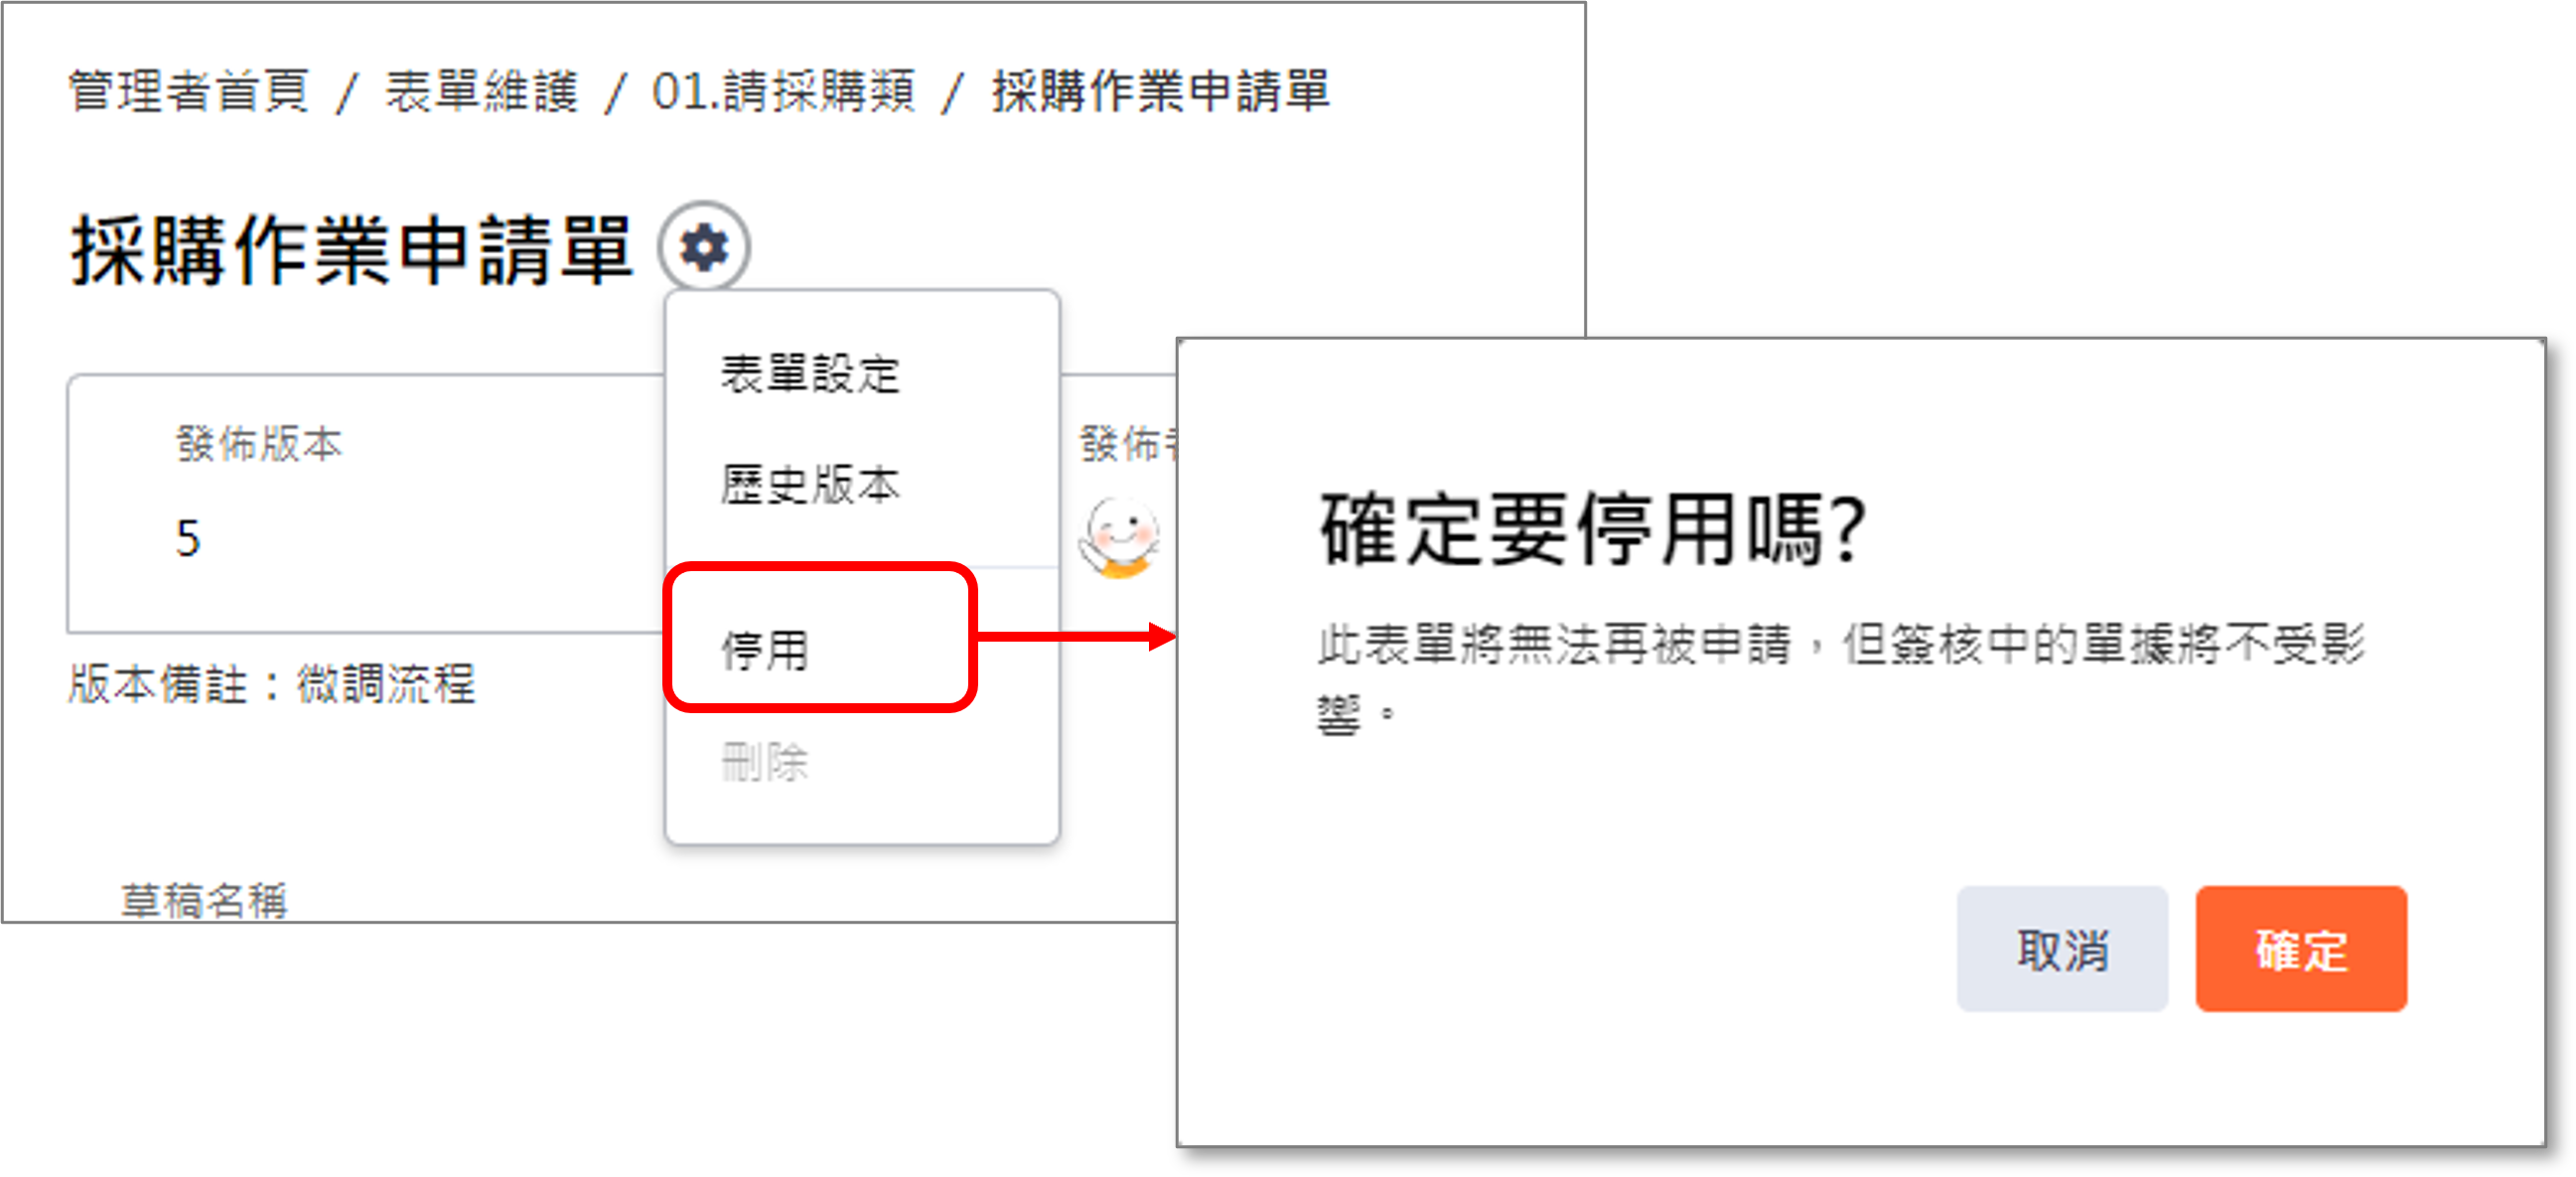 管理者首頁 / 表單維護 / 01.請採購類 / 採購作業申請單
採購作業申請單
表單設定
歷史版本
停用
刪除
發佈版本
5
發佈
版本備註：微調流程
草稿名稱
確定要停用嗎?
此表單將無法再被申請，但簽核中的單據將不受影
響。
取消
確定